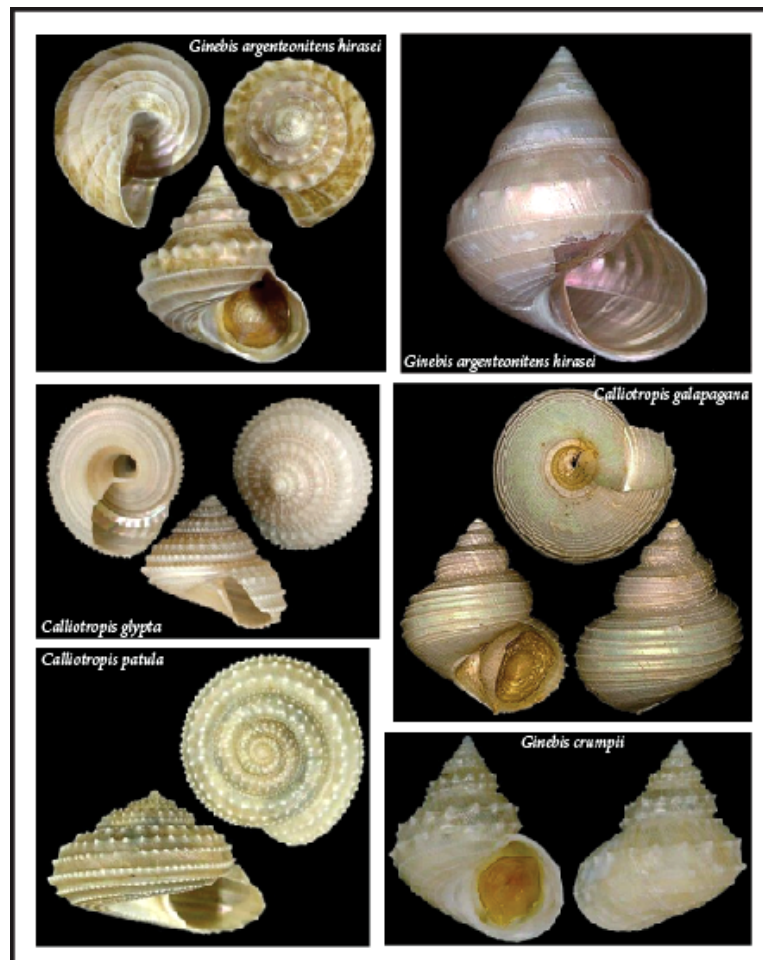 Ginebis argenteonitens hirasei
Ginebis argenteonitens hirasei
Calliotropis galapagana
Calliotropis glypta
Calliotropis patula
Ginebis crumpii